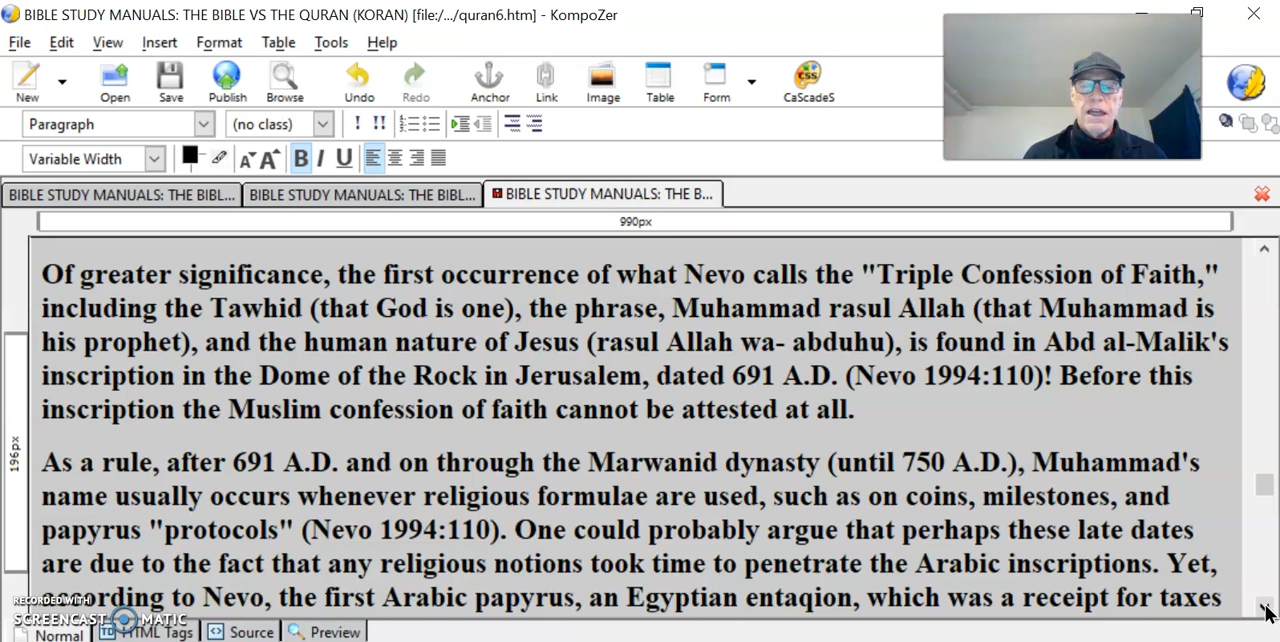 BIBLE STUDY MANUALS: THE BIBLE VS THE QURAN (KORAN) [file:/.../quran6.htm] - KompoZer
File Edit View Insert Format Table Tools Help
New Open Save Publish Browse Undo Redo Anchor Link Image Table Form CaScadeS
Paragraph (no class) ! !!
Variable Width B I U
BIBLE STUDY MANUALS: THE BIBL... BIBLE STUDY MANUALS: THE BIBL... BIBLE STUDY MANUALS: THE B...
990px
Of greater significance, the first occurrence of what Nevo calls the "Triple Confession of Faith,"
including the Tawhid (that God is one), the phrase, Muhammad rasul Allah (that Muhammad is
his prophet), and the human nature of Jesus (rasul Allah wa- abduhu), is found in Abd al-Malik's
inscription in the Dome of the Rock in Jerusalem, dated 691 A.D. (Nevo 1994:110)! Before this
inscription the Muslim confession of faith cannot be attested at all.
196px
As a rule, after 691 A.D. and on through the Marwanid dynasty (until 750 A.D.), Muhammad's
name usually occurs whenever religious formulae are used, such as on coins, milestones, and
papyrus "protocols" (Nevo 1994:110). One could probably argue that perhaps these late dates
are due to the fact that any religious notions took time to penetrate the Arabic inscriptions. Yet,
according to Nevo, the first Arabic papyrus, an Egyptian entaqion, which was a receipt for taxes
RECORDED WITH
SCREENCAST MATIC
Normal HTML Tags Source Preview